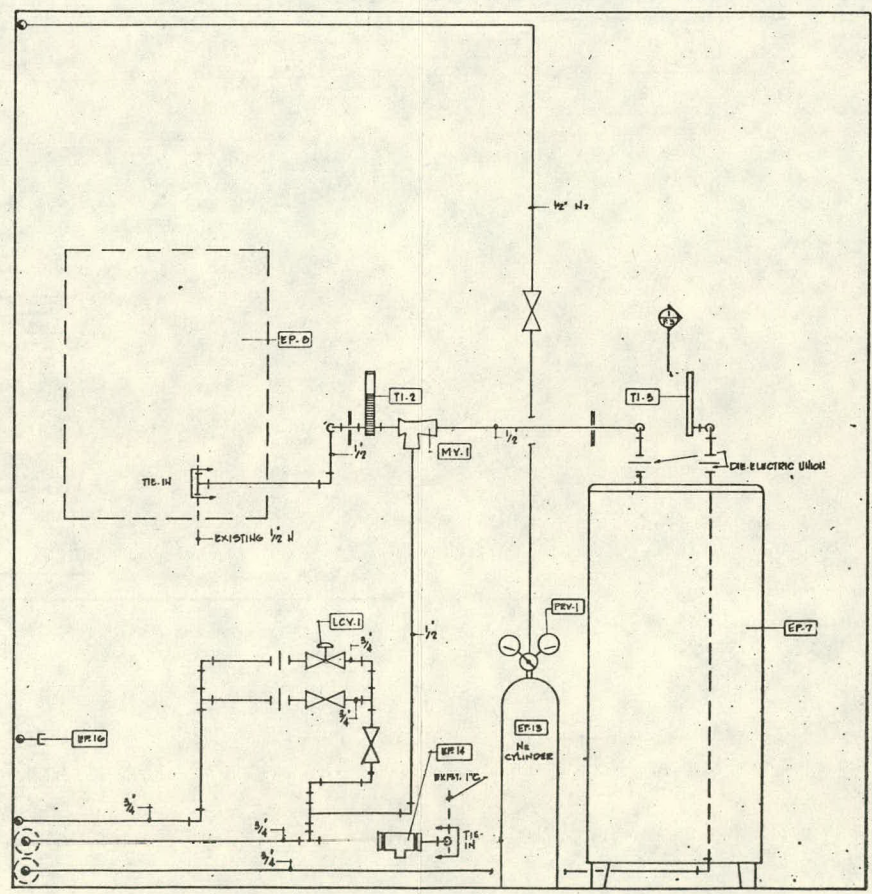 1/2" N2
EP-8
TI-2
TI-3
1/2"
MV-1
1/2"
DIE-ELECTRIC UNION
TIE-IN
EXISTING 1/2" H
LCV-1
3/4"
1/2"
PRV-1
EP-7
3/4"
EP-16
EP-13
N2
CYLINDER
EP-14
EXIST. 1"C.
3/4"
3/4"
TIE-
IN
3/4"